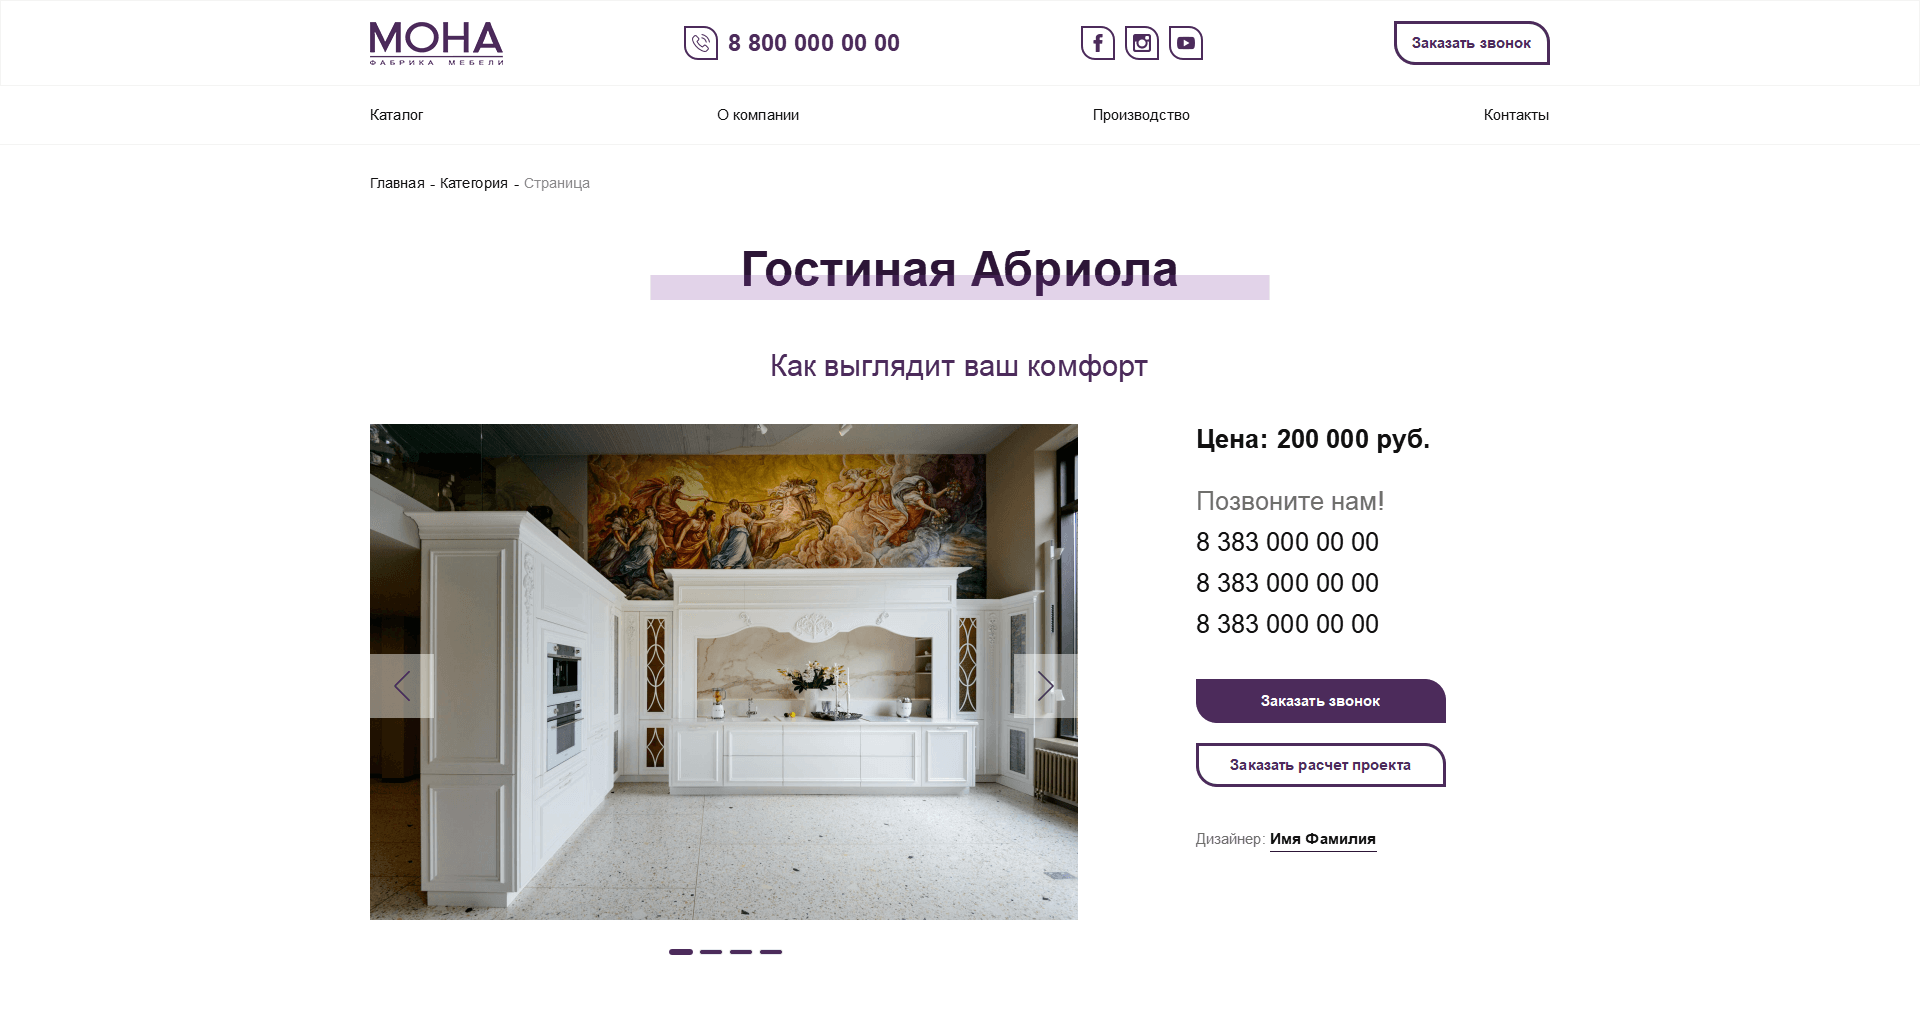 МОНА
ФАБРИКА МЕБЕЛИ
8 800 000 00 00
Заказать звонок
Каталог
О компании
Производство
Контакты
Главная - Категория - Страница
Гостиная Абриола
Как выглядит ваш комфорт
Цена: 200 000 руб.
Позвоните нам!
8 383 000 00 00
8 383 000 00 00
8 383 000 00 00
Заказать звонок
Заказать расчет проекта
Дизайнер: Имя Фамилия